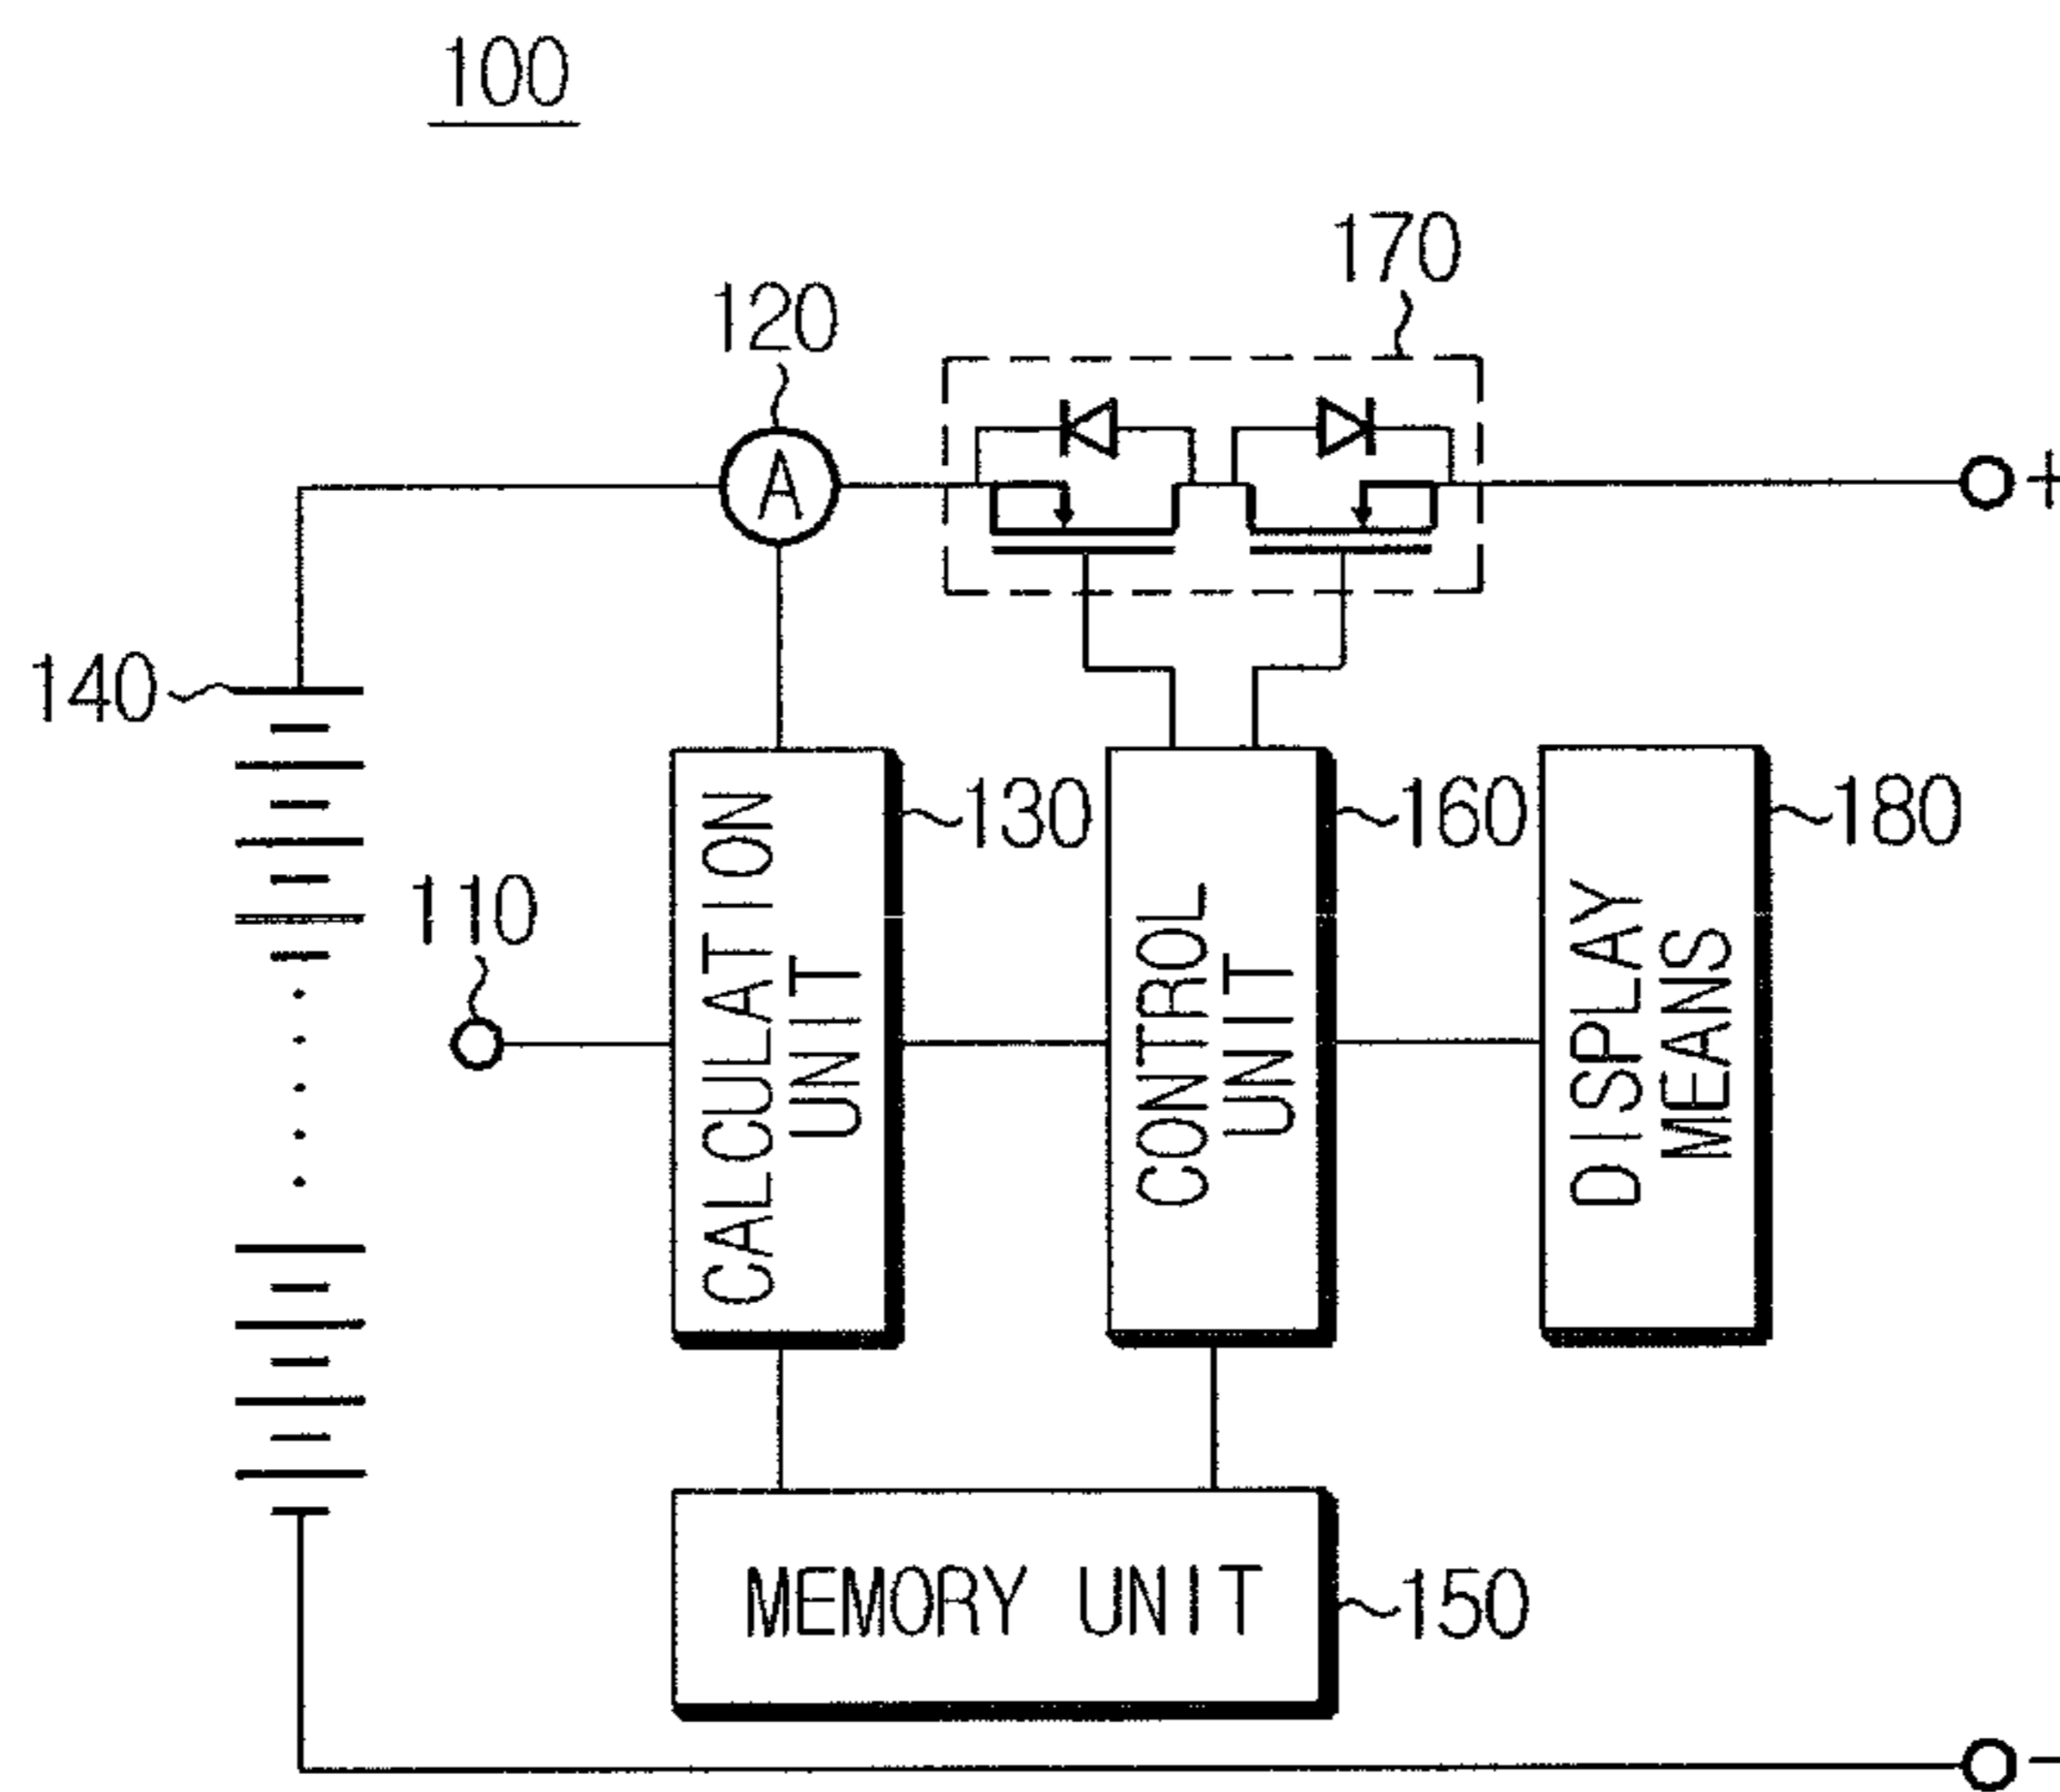 100
170
120
A
+
140
130
160
180
110
CALCULATION
UNIT
CONTROL
UNIT
DISPLAY
MEANS
MEMORY UNIT
150
−